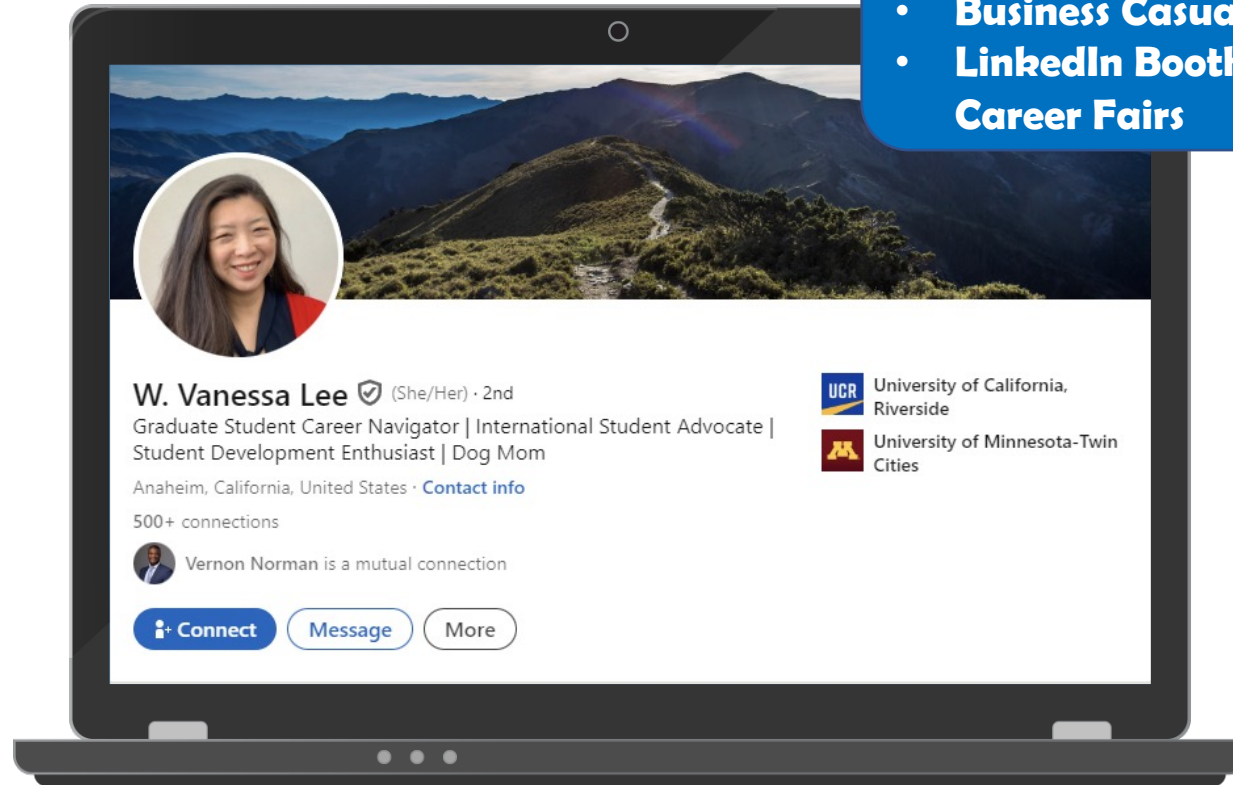 • Business Casua
• LinkedIn Booth
Career Fairs
W. Vanessa Lee (She/Her) · 2nd
Graduate Student Career Navigator | International Student Advocate |
Student Development Enthusiast | Dog Mom
Anaheim, California, United States · Contact info
500+ connections
Vernon Norman is a mutual connection
Connect
Message
More
UCR
University of California,
Riverside
M
University of Minnesota-Twin
Cities